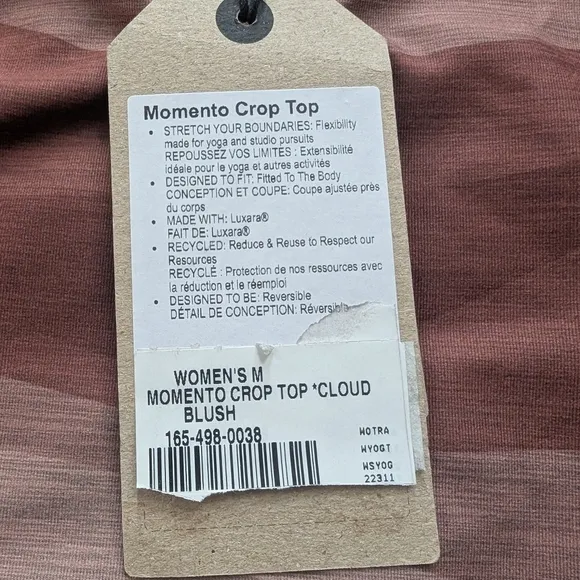 Momento Crop Top
• STRETCH YOUR BOUNDARIES: Flexibility
made for yoga and studio pursuits
REPOUSSEZ VOS LIMITES : Extensibilité
idéale pour le yoga et autres activités
• DESIGNED TO FIT: Fitted To The Body
CONCEPTION ET COUPE: Coupe ajustée près
du corps
• MADE WITH: Luxara®
FAIT DE: Luxara®
• RECYCLED: Reduce & Reuse to Respect our
Resources
RECYCLÉ : Protection de nos ressources avec
la réduction et le réemploi
• DESIGNED TO BE: Reversible
DÉTAIL DE CONCEPTION: Réversible
WOMEN'S M
MOMENTO CROP TOP *CLOUD
BLUSH
165-498-0038
WOTRA
WYOGT
WSYOG
22311